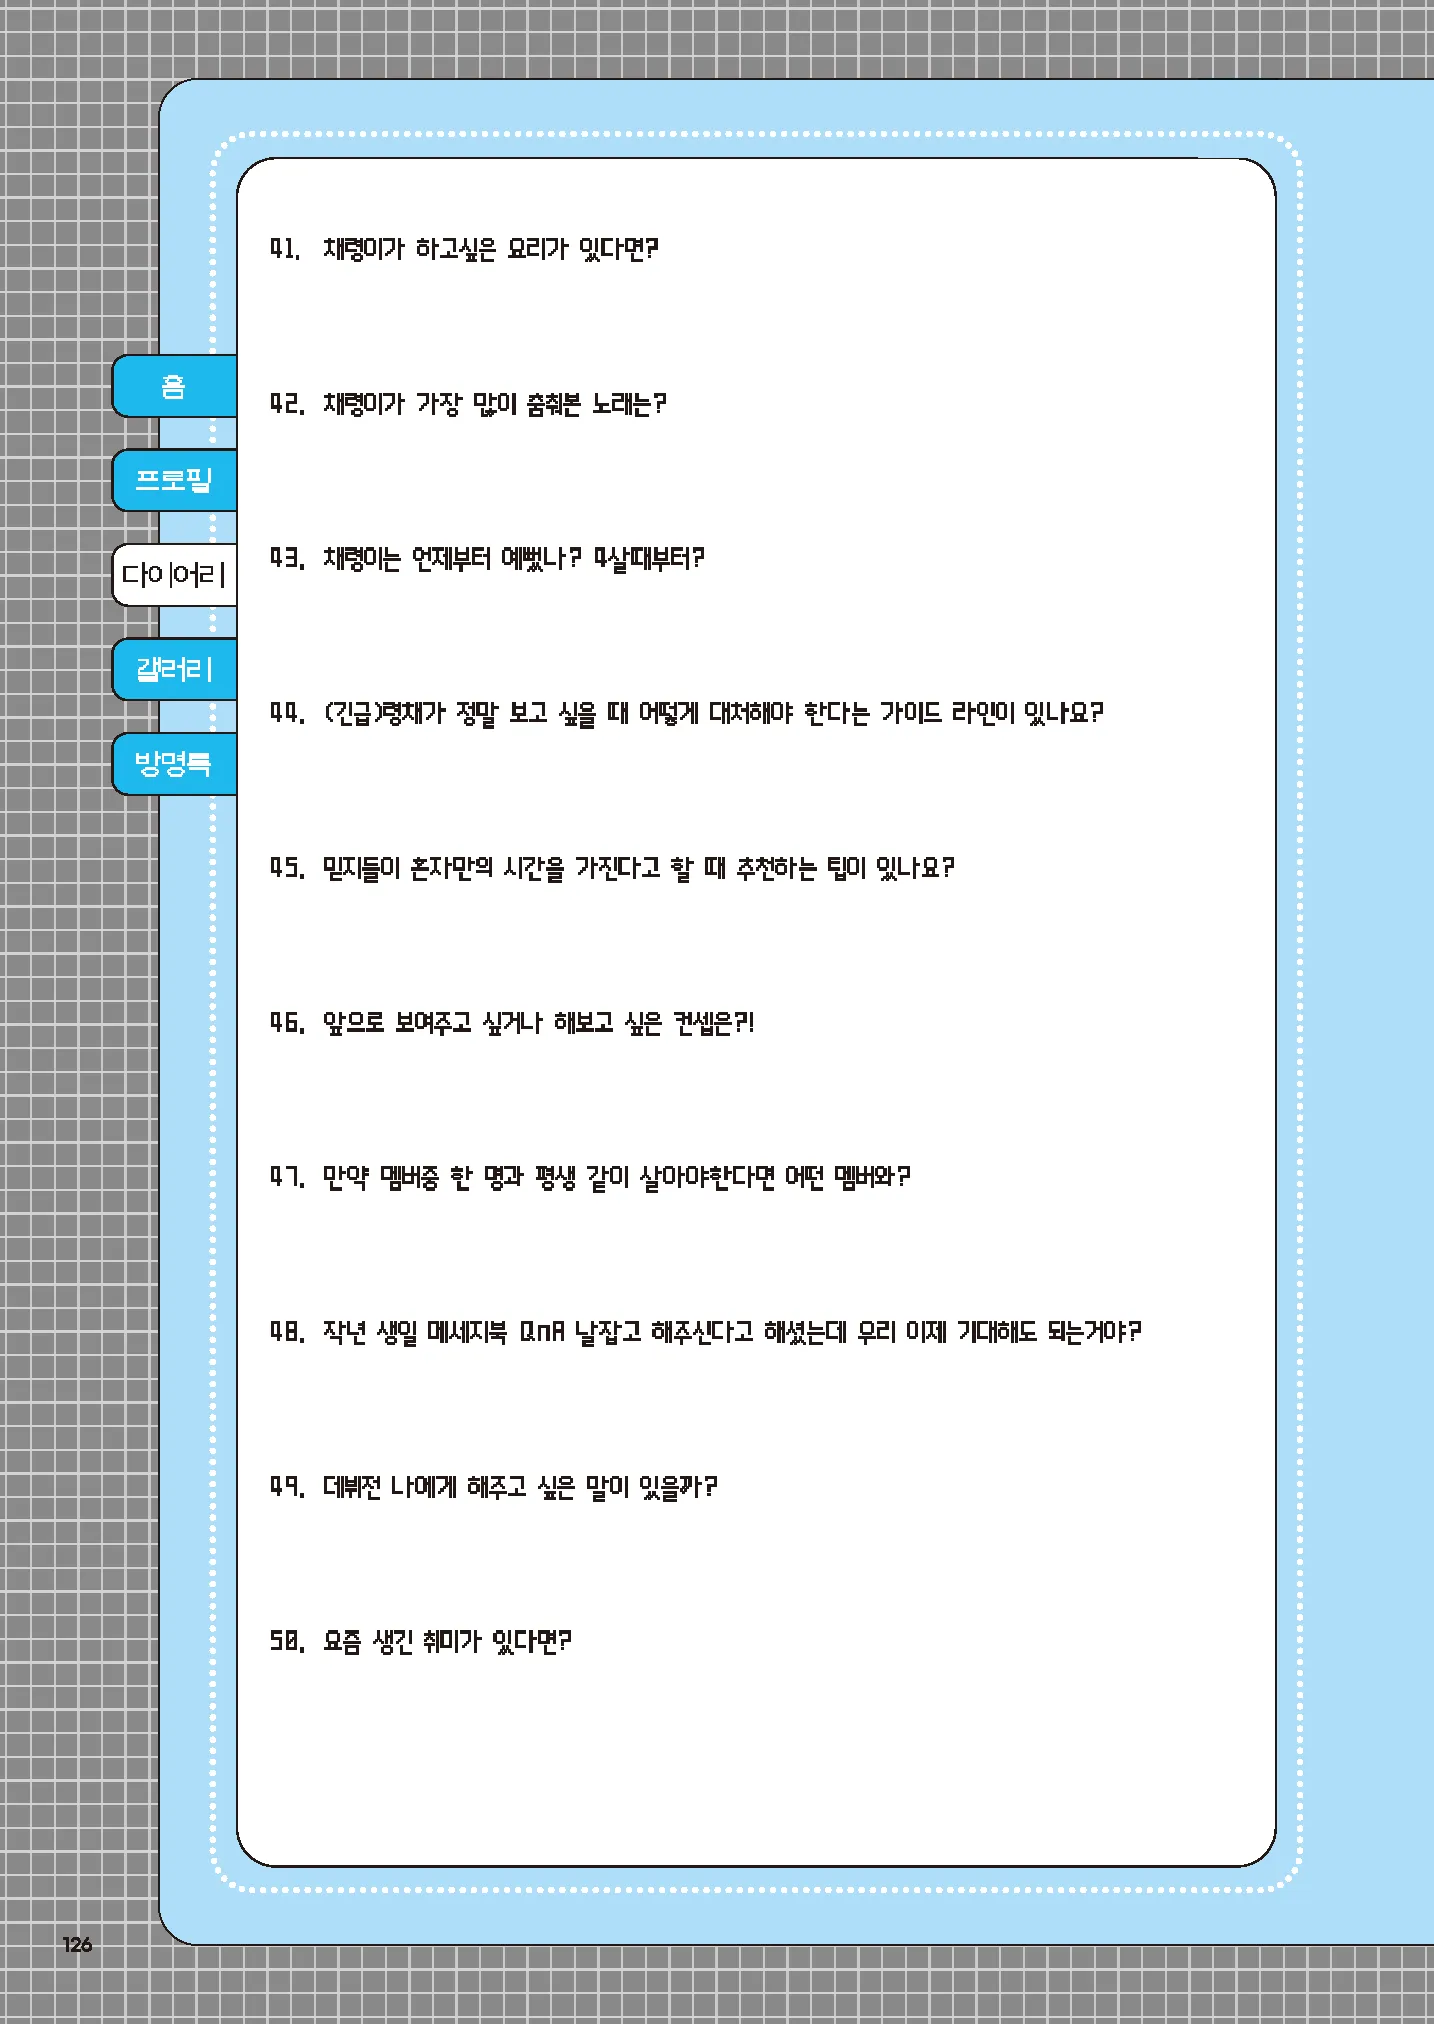 41. 채령이가 하고싶은 요리가 있다면?
42. 채령이가 가장 많이 춤춰본 노래는?
43. 채령이는 언제부터 예뻤나? 4살때부터?
44. (긴급)령채가 정말 보고 싶을 때 어떻게 대처해야 한다는 가이드 라인이 있나요?
45. 믿지들이 혼자만의 시간을 가진다고 할 때 추천하는 팁이 있나요?
46. 앞으로 보여주고 싶거나 해보고 싶은 컨셉은?!
47. 만약 멤버중 한 명과 평생 같이 살아야한다면 어떤 멤버와?
48. 작년 생일 메세지북 QnA 날잡고 해주신다고 해셨는데 우리 이제 기대해도 되는거야?
49. 데뷔전 나에게 해주고 싶은 말이 있을까?
50. 요즘 생긴 취미가 있다면?
홈
프로필
다이어리
갤러리
방명록
126